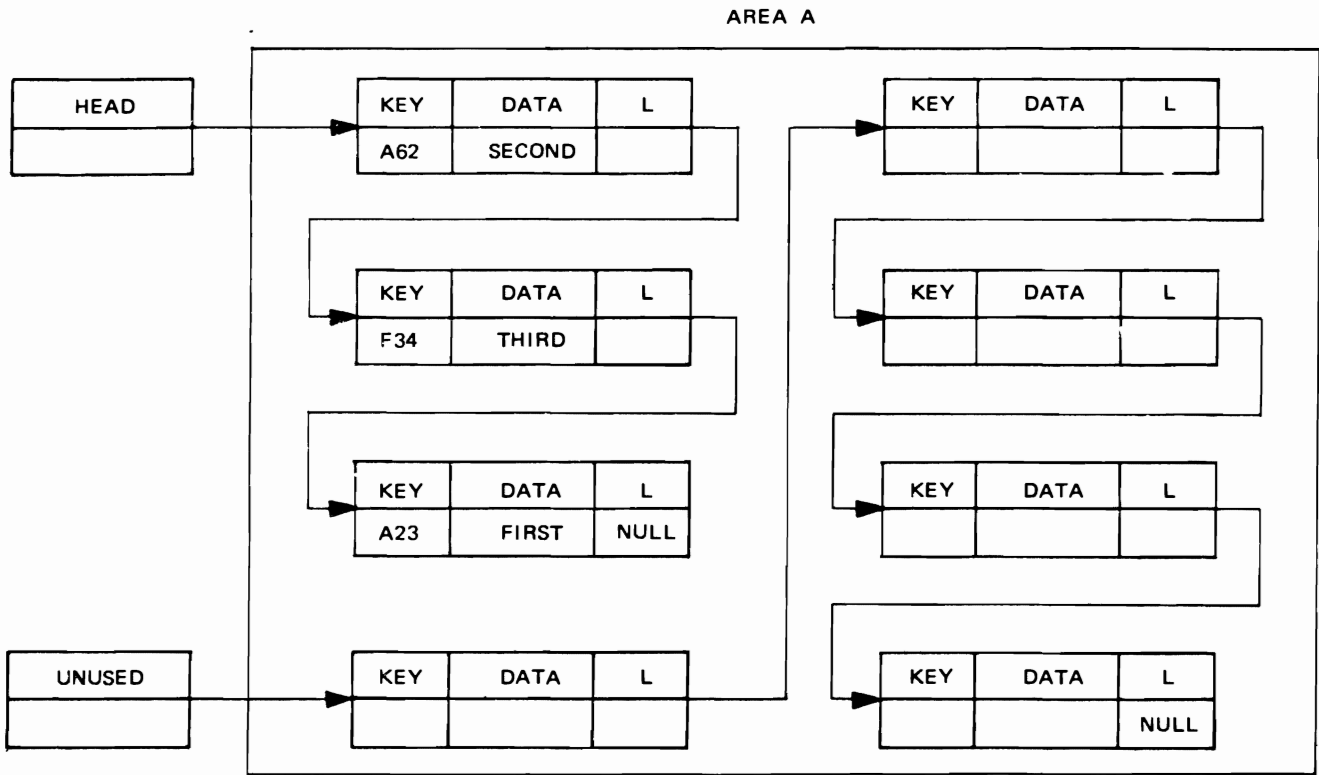 AREA A
HEAD
KEY DATA L
A62 SECOND
KEY DATA L
F34 THIRD
KEY DATA L
A23 FIRST NULL
UNUSED
KEY DATA L
KEY DATA L
KEY DATA L
KEY DATA L
KEY DATA L
NULL